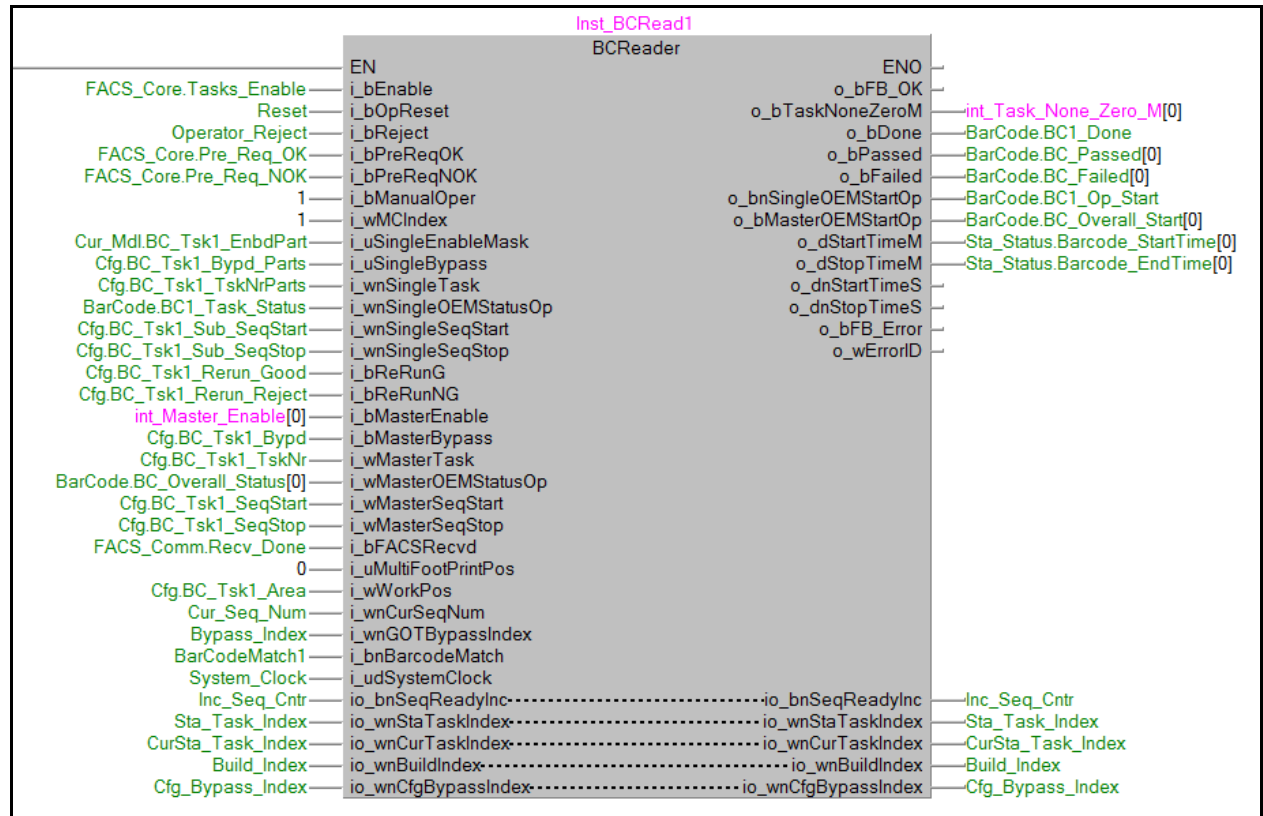 Inst_BCRead1
BCReader
EN ENO
FACS_Core.Tasks_Enable i_bEnable o_bFB_OK
Reset i_bOpReset o_bTaskNoneZeroM int_Task_None_Zero_M[0]
Operator_Reject i_bReject o_bDone BarCode.BC1_Done
FACS_Core.Pre_Req_OK i_bPreReqOK o_bPassed BarCode.BC_Passed[0]
FACS_Core.Pre_Req_NOK i_bPreReqNOK o_bFailed BarCode.BC_Failed[0]
1 i_bManualOper o_bnSingleOEMStartOp BarCode.BC1_Op_Start
1 i_wMCIndex o_bMasterOEMStartOp BarCode.BC_Overall_Start[0]
Cur_Mdl.BC_Tsk1_EnbdPart i_uSingleEnableMask o_dStartTimeM Sta_Status.Barcode_StartTime[0]
Cfg.BC_Tsk1_Bypd_Parts i_uSingleBypass o_dStopTimeM Sta_Status.Barcode_EndTime[0]
Cfg.BC_Tsk1_TskNrParts i_wnSingleTask o_dnStartTimeS
BarCode.BC1_Task_Status i_wnSingleOEMStatusOp o_dnStopTimeS
Cfg.BC_Tsk1_Sub_SeqStart i_wnSingleSeqStart o_bFB_Error
Cfg.BC_Tsk1_Sub_SeqStop i_wnSingleSeqStop o_wErrorID
Cfg.BC_Tsk1_Rerun_Good i_bReRunG
Cfg.BC_Tsk1_Rerun_Reject i_bReRunNG
int_Master_Enable[0] i_bMasterEnable
Cfg.BC_Tsk1_Bypd i_bMasterBypass
Cfg.BC_Tsk1_TskNr i_wMasterTask
BarCode.BC_Overall_Status[0] i_wMasterOEMStatusOp
Cfg.BC_Tsk1_SeqStart i_wMasterSeqStart
Cfg.BC_Tsk1_SeqStop i_wMasterSeqStop
FACS_Comm.Recv_Done i_bFACSRecvd
0 i_uMultiFootPrintPos
Cfg.BC_Tsk1_Area i_wWorkPos
Cur_Seq_Num i_wnCurSeqNum
Bypass_Index i_wnGOTBypassIndex
BarCodeMatch1 i_bnBarcodeMatch
System_Clock i_udSystemClock
Inc_Seq_Cntr io_bnSeqReadyInc io_bnSeqReadyInc Inc_Seq_Cntr
Sta_Task_Index io_wnStaTaskIndex io_wnStaTaskIndex Sta_Task_Index
CurSta_Task_Index io_wnCurTaskIndex io_wnCurTaskIndex CurSta_Task_Index
Build_Index io_wnBuildIndex io_wnBuildIndex Build_Index
Cfg_Bypass_Index io_wnCfgBypassIndex io_wnCfgBypassIndex Cfg_Bypass_Index